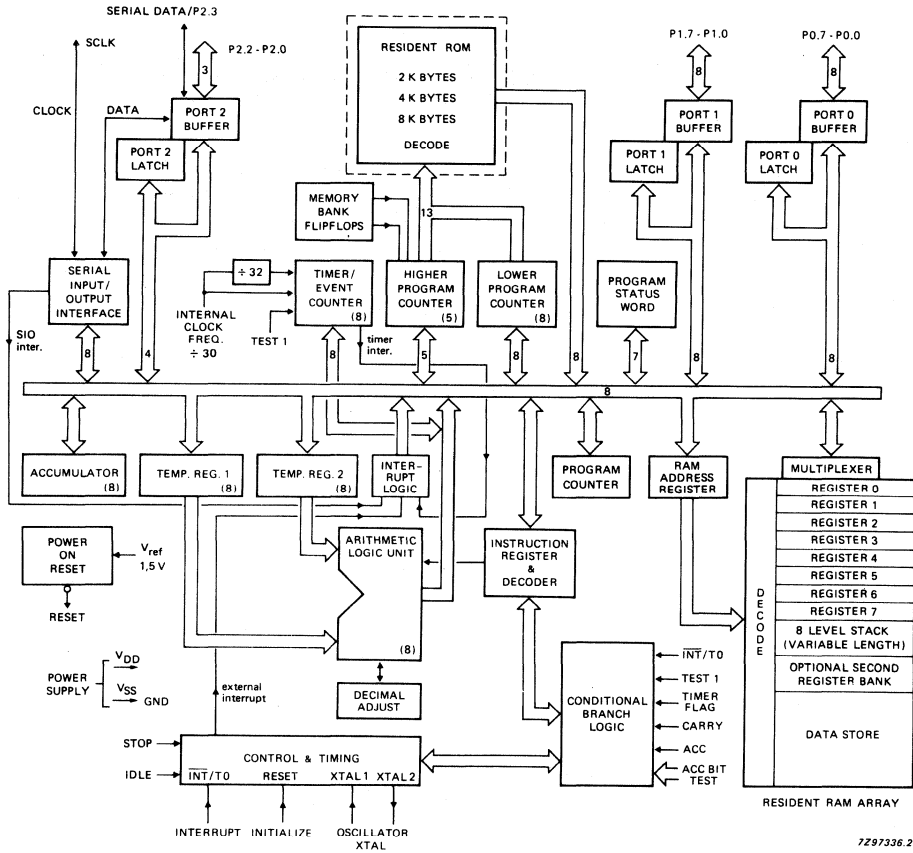 SERIAL DATA/P2.3
SCLK
P2.2 - P2.0
3
CLOCK
DATA
PORT 2
BUFFER
PORT 2
LATCH
RESIDENT ROM
2 K BYTES
4 K BYTES
8 K BYTES
DECODE
P1.7 - P1.0
8
PORT 1
BUFFER
PORT 1
LATCH
P0.7 - P0.0
8
PORT 0
BUFFER
PORT 0
LATCH
MEMORY
BANK
FLIPFLOPS
13
SERIAL
INPUT/
OUTPUT
INTERFACE
÷ 32
TIMER/
EVENT
COUNTER
(8)
HIGHER
PROGRAM
COUNTER
(5)
LOWER
PROGRAM
COUNTER
(8)
PROGRAM
STATUS
WORD
INTERNAL
CLOCK
FREQ.
÷ 30
TEST 1
timer
inter.
SIO
inter.
8
4
8
5
8
8
7
8
8
8
ACCUMULATOR
(8)
TEMP. REG. 1
(8)
TEMP. REG. 2
(8)
INTER-
RUPT
LOGIC
PROGRAM
COUNTER
RAM
ADDRESS
REGISTER
MULTIPLEXER
REGISTER 0
REGISTER 1
REGISTER 2
REGISTER 3
REGISTER 4
REGISTER 5
REGISTER 6
REGISTER 7
8 LEVEL STACK
(VARIABLE LENGTH)
OPTIONAL SECOND
REGISTER BANK
DATA STORE
DECODE
RESIDENT RAM ARRAY
POWER
ON
RESET
Vref
1,5 V
RESET
ARITHMETIC
LOGIC UNIT
(8)
INSTRUCTION
REGISTER
&
DECODER
DECIMAL
ADJUST
POWER
SUPPLY
VDD
VSS
GND
external
interrupt
CONDITIONAL
BRANCH
LOGIC
I̅N̅T̅/T0
TEST 1
TIMER
FLAG
CARRY
ACC
ACC BIT
TEST
STOP
IDLE
CONTROL & TIMING
I̅N̅T̅/T0
RESET
XTAL 1
XTAL 2
INTERRUPT
INITIALIZE
OSCILLATOR
XTAL
7Z97336.2